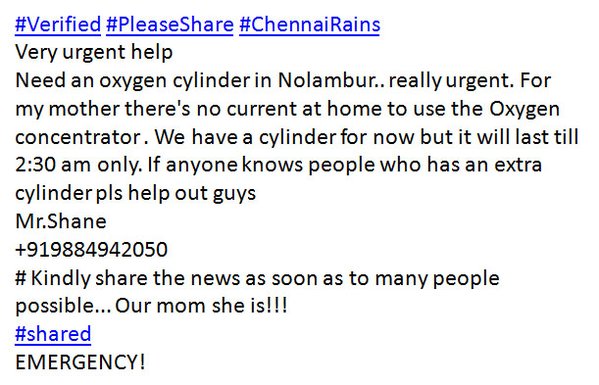 #Verified #PleaseShare #ChennaiRains
Very urgent help
Need an oxygen cylinder in Nolambur.. really urgent. For
my mother there's no current at home to use the Oxygen
concentrator . We have a cylinder for now but it will last till
2:30 am only. If anyone knows people who has an extra
cylinder pls help out guys
Mr.Shane
+919884942050
# Kindly share the news as soon as to many people
possible... Our mom she is!!!
#shared
EMERGENCY!